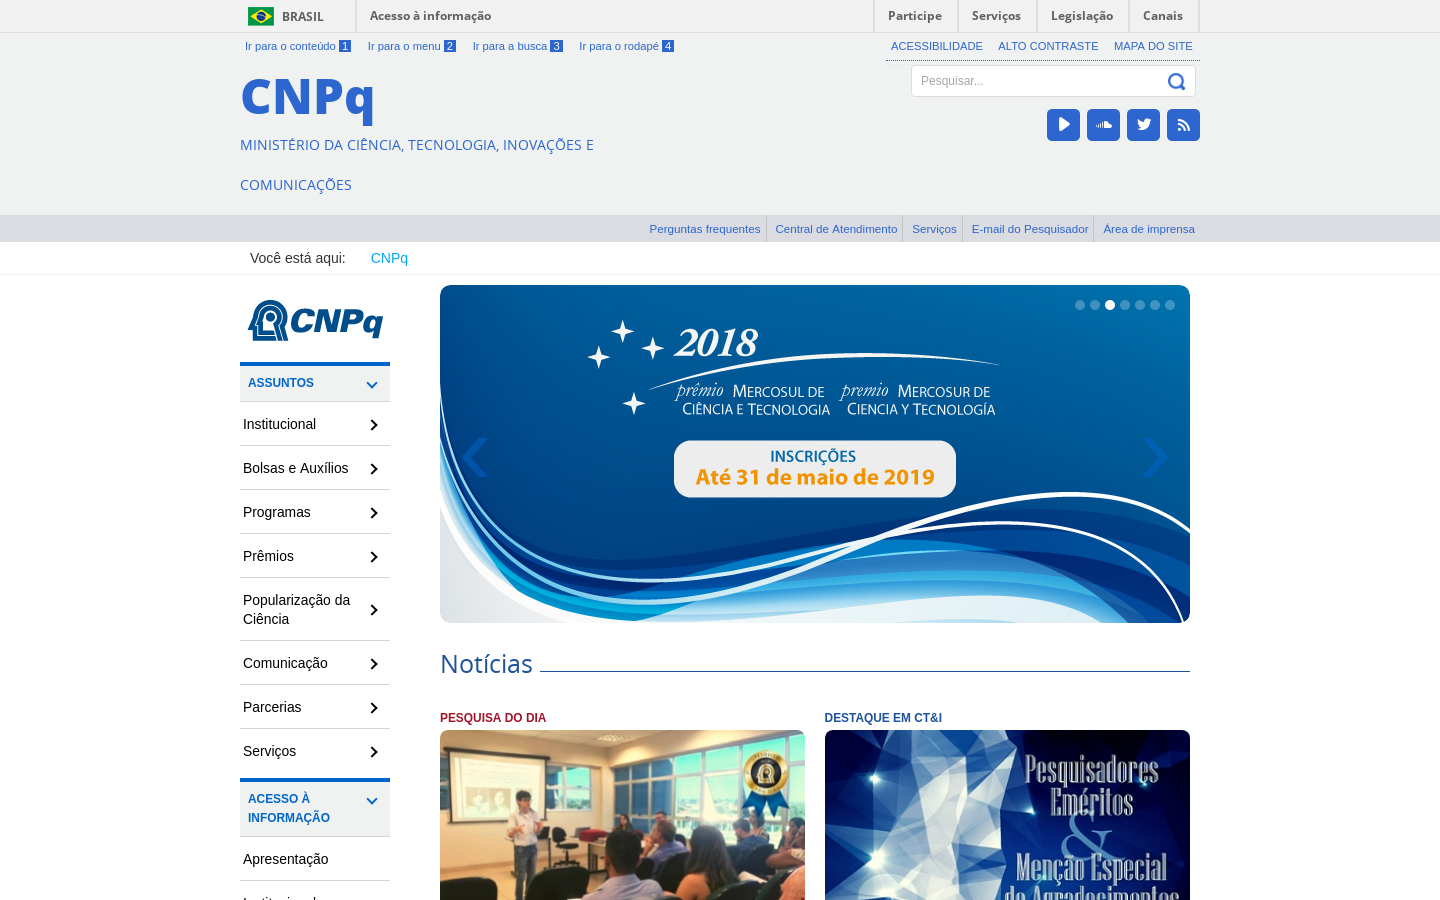 BRASIL
Acesso à informação
Participe
Serviços
Legislação
Canais
Ir para o conteúdo 1
Ir para o menu 2
Ir para a busca 3
Ir para o rodapé 4
ACESSIBILIDADE
ALTO CONTRASTE
MAPA DO SITE
CNPq
Pesquisar...
MINISTÉRIO DA CIÊNCIA, TECNOLOGIA, INOVAÇÕES E
COMUNICAÇÕES
Perguntas frequentes
Central de Atendimento
Serviços
E-mail do Pesquisador
Área de imprensa
Você está aqui:
CNPq
CNPq
ASSUNTOS
Institucional
Bolsas e Auxílios
Programas
Prêmios
Popularização da
Ciência
Comunicação
Parcerias
Serviços
ACESSO À
INFORMAÇÃO
Apresentação
Institucional
2018
prêmio MERCOSUL DE
CIÊNCIA E TECNOLOGIA
premio MERCOSUR DE
CIENCIA Y TECNOLOGÍA
INSCRIÇÕES
Até 31 de maio de 2019
Notícias
PESQUISA DO DIA
DESTAQUE EM CT&I
Pesquisadores
Eméritos
&
Menção Especial
de Agradecimentos